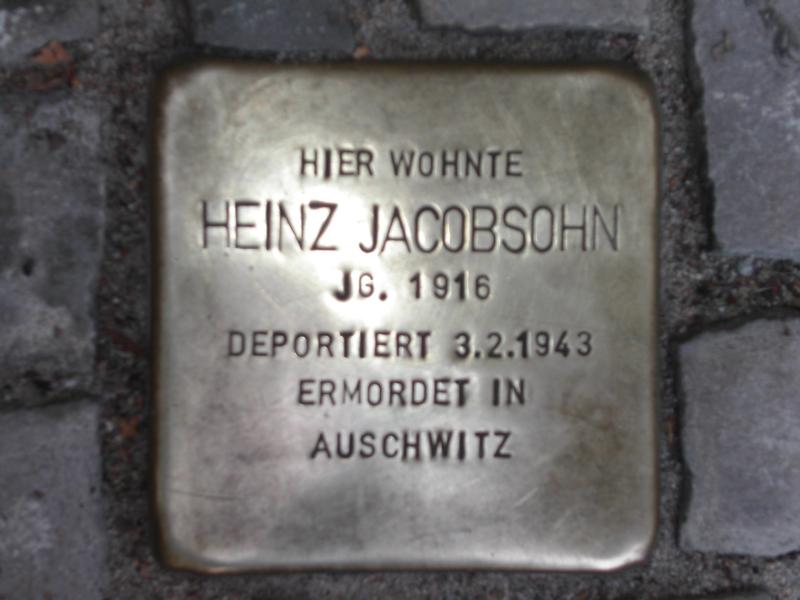 HIER WOHNTE
HEINZ JACOBSOHN
JG. 1916
DEPORTIERT 3.2.1943
ERMORDET IN
AUSCHWITZ